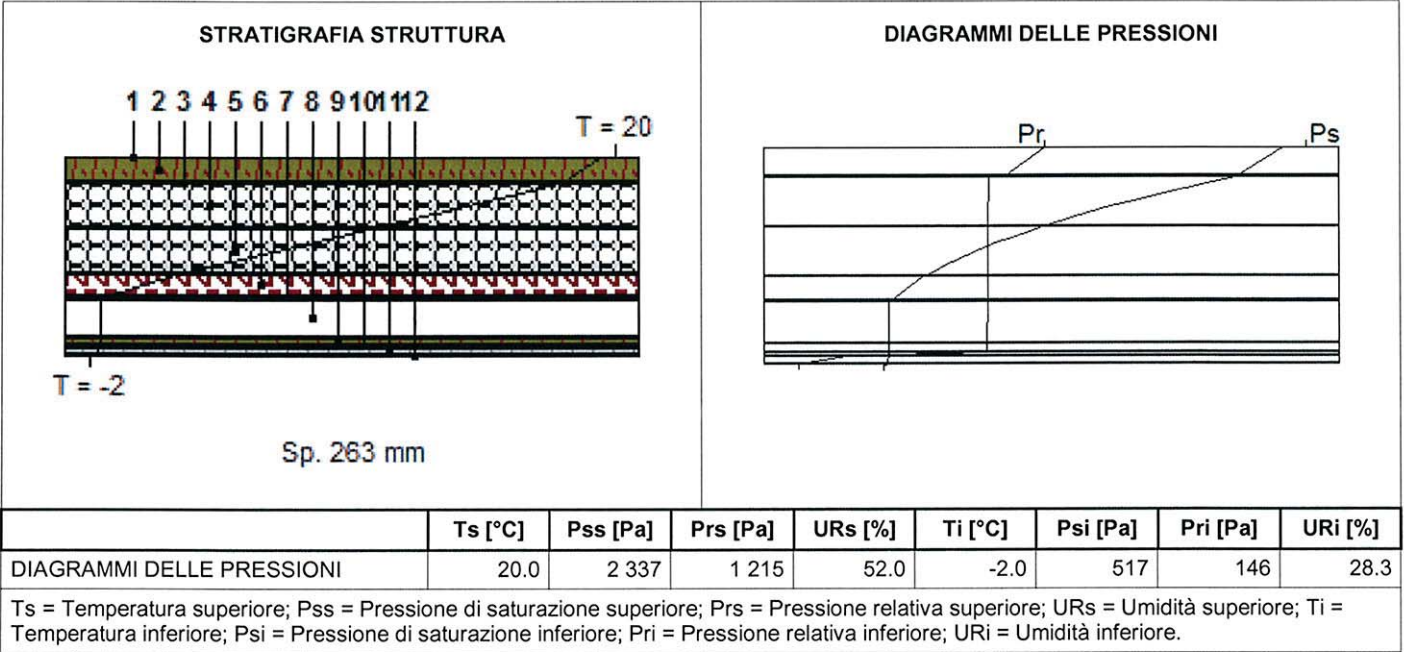 STRATIGRAFIA STRUTTURA
DIAGRAMMI DELLE PRESSIONI
1 2 3 4 5 6 7 8 9 10 11 12
T = 20
T = -2
Sp. 263 mm
Pr
Ps
Ts [°C] Pss [Pa] Prs [Pa] URs [%] Ti [°C] Psi [Pa] Pri [Pa] URi [%]
DIAGRAMMI DELLE PRESSIONI 20.0 2 337 1 215 52.0 -2.0 517 146 28.3
Ts = Temperatura superiore; Pss = Pressione di saturazione superiore; Prs = Pressione relativa superiore; URs = Umidità superiore; Ti =
Temperatura inferiore; Psi = Pressione di saturazione inferiore; Pri = Pressione relativa inferiore; URi = Umidità inferiore.